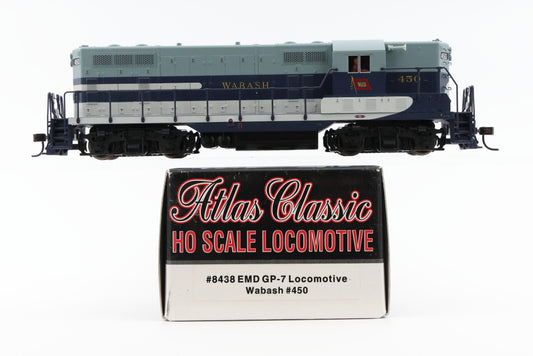 WABASH
450
Atlas Classic
HO SCALE LOCOMOTIVE
#8438 EMD GP-7 Locomotive
Wabash #450